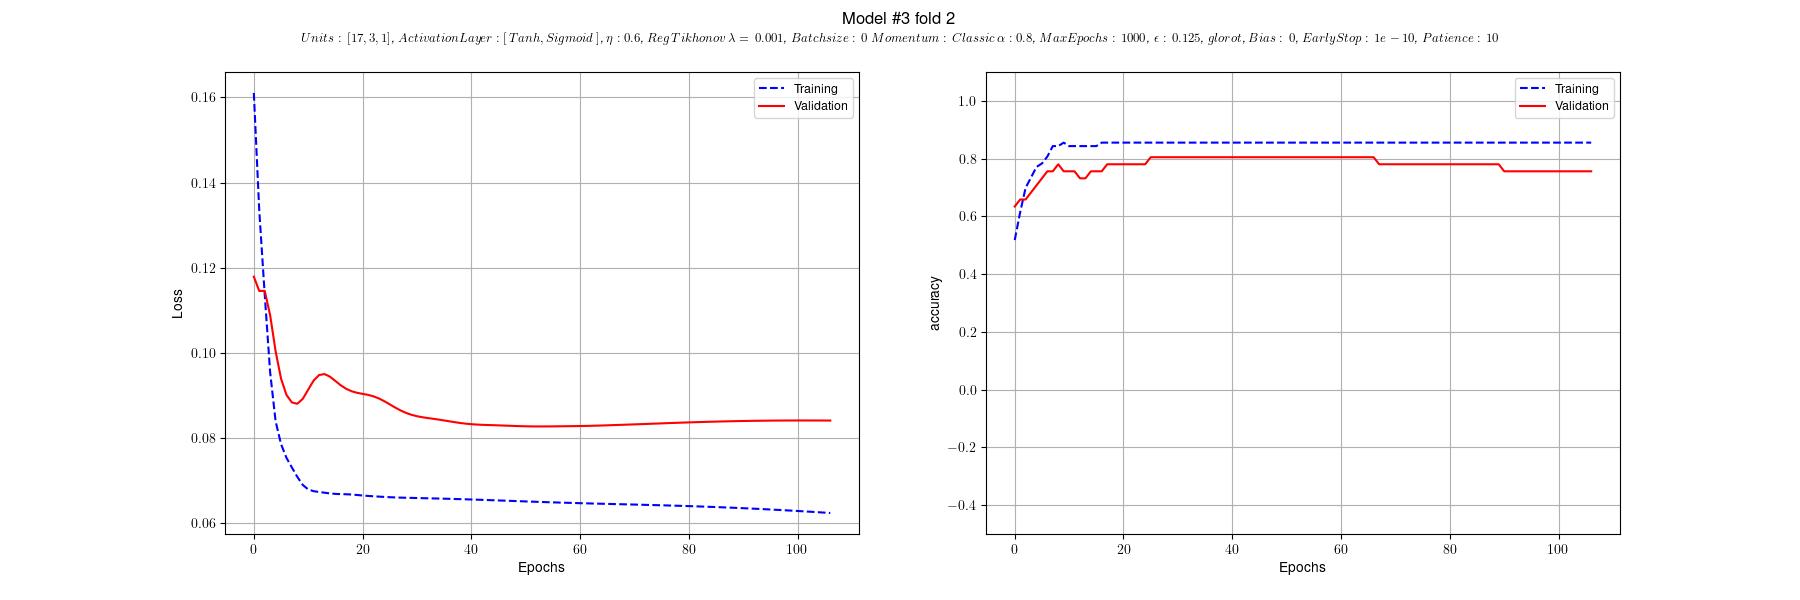 Model #3 fold 2
Units : [17, 3, 1], ActivationLayer : [ Tanh, Sigmoid ], η : 0.6, RegTikhonov λ = 0.001, Batchsize : 0 Momentum : Classic α : 0.8, MaxEpochs : 1000, ϵ : 0.125, glorot, Bias : 0, EarlyStop : 1e − 10, Patience : 10
Training
Validation
0.16
0.14
0.12
0.10
0.08
0.06
Loss
0 20 40 60 80 100
Epochs
Training
Validation
1.0
0.8
0.6
0.4
0.2
0.0
−0.2
−0.4
accuracy
0 20 40 60 80 100
Epochs